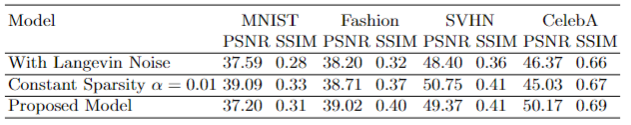 Model MNIST Fashion SVHN CelebA
PSNR SSIM PSNR SSIM PSNR SSIM PSNR SSIM
With Langevin Noise 37.59 0.28 38.20 0.32 48.40 0.36 46.37 0.66
Constant Sparsity α = 0.01 39.09 0.33 38.71 0.37 50.75 0.41 45.03 0.67
Proposed Model 37.20 0.31 39.02 0.40 49.37 0.41 50.17 0.69